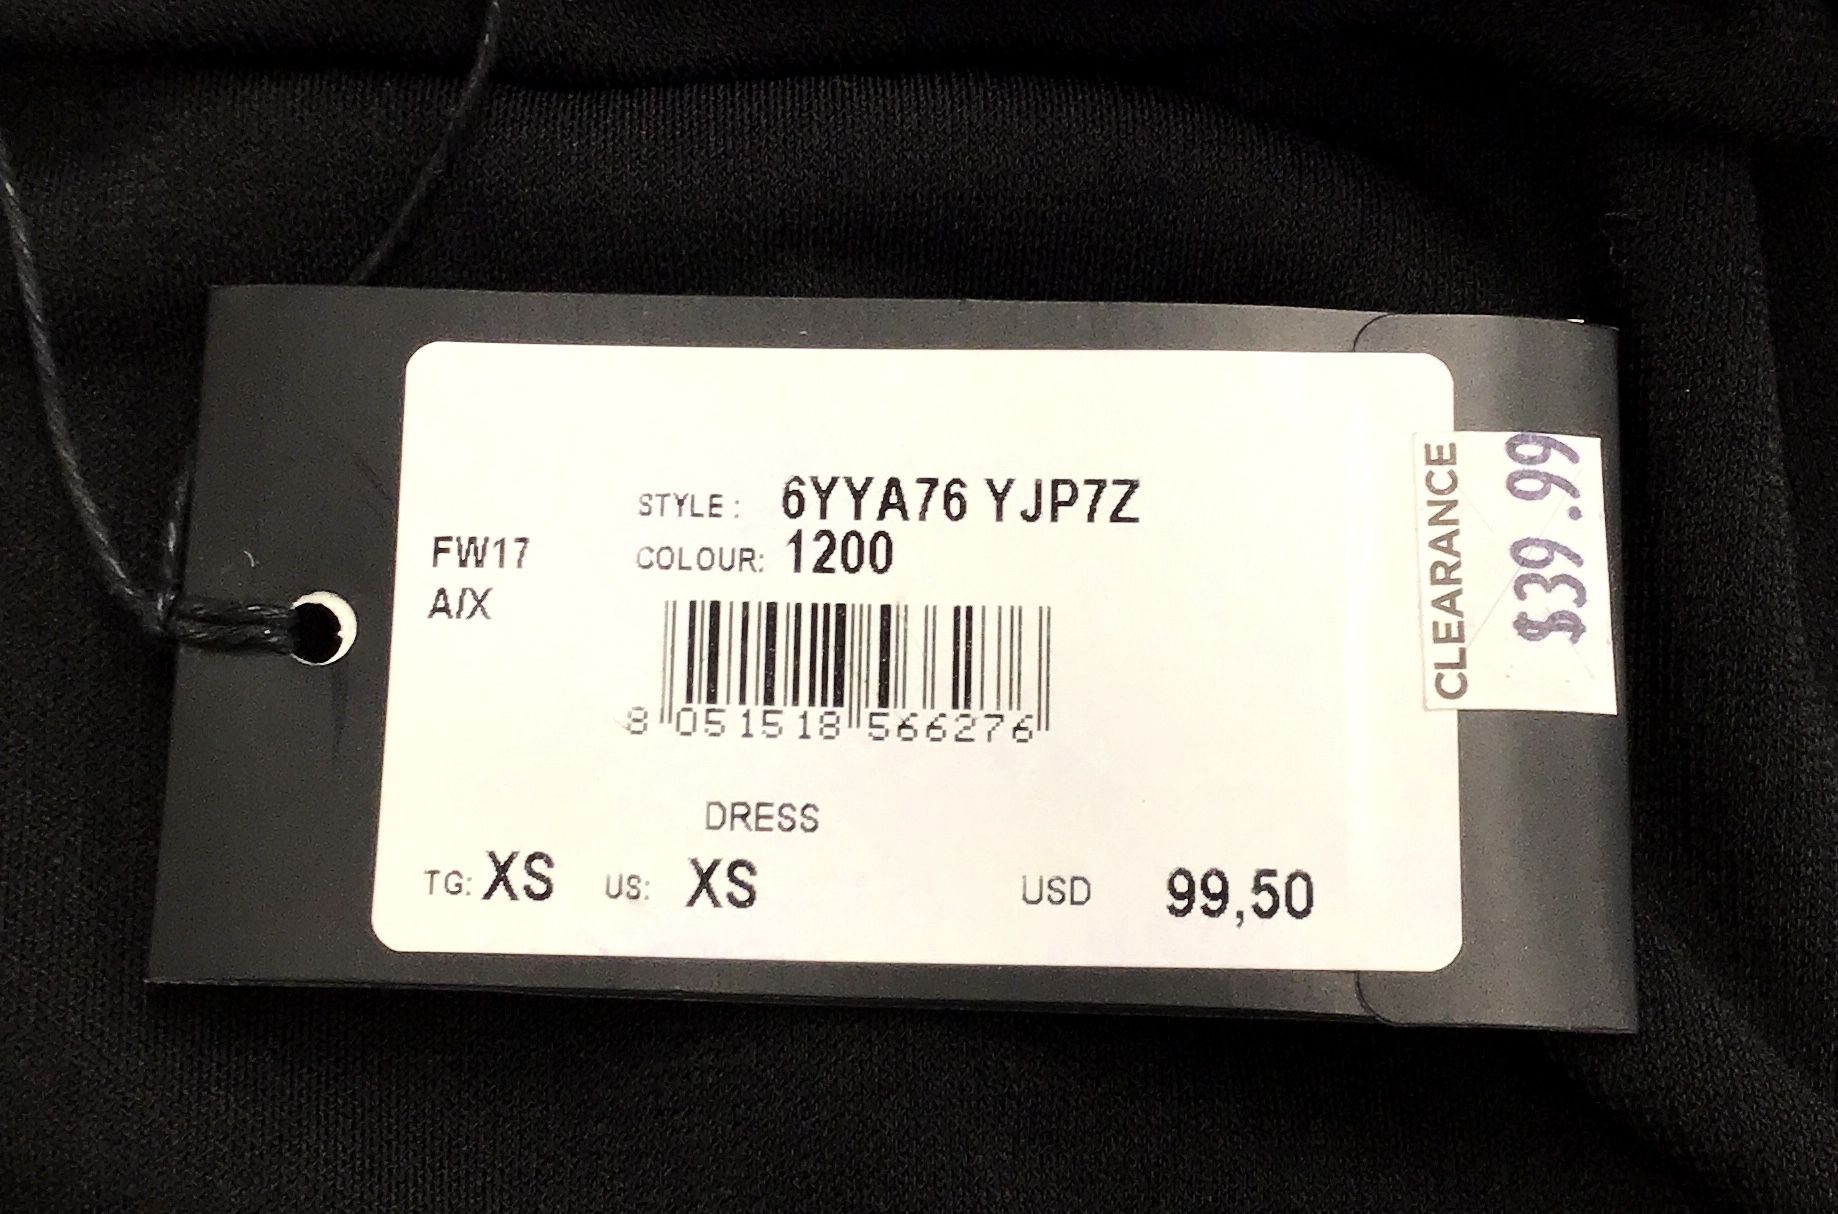 STYLE: 6YYA76 YJP7Z
FW17
COLOUR: 1200
A/X
8 051518 566276
DRESS
TG: XS US: XS USD 99,50
CLEARANCE
$39.99